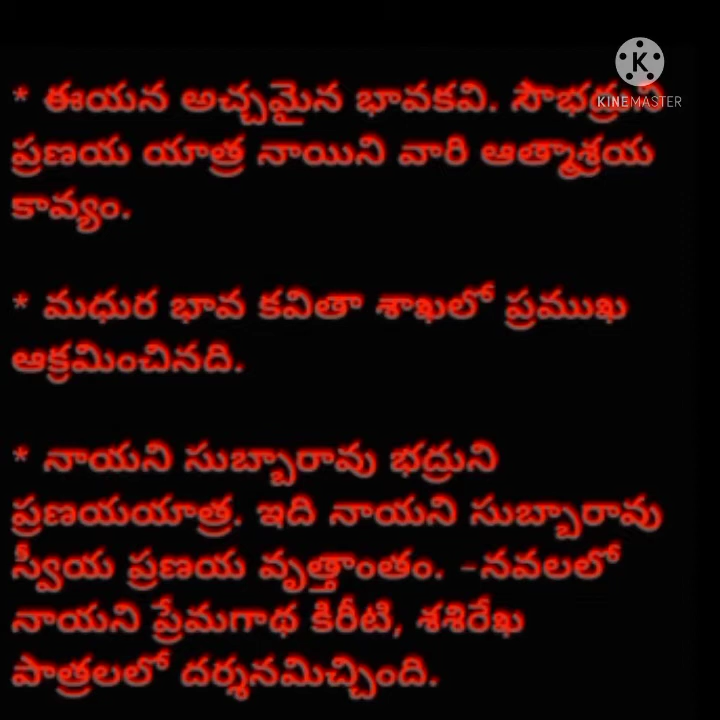 KINEMASTER
* ఈయన అచ్చమైన భావకవి. సౌభద్రుని
ప్రణయ యాత్ర నాయిని వారి ఆత్మాశ్రయ
కావ్యం.
* మధుర భావ కవితా శాఖలో ప్రముఖ
ఆక్రమించినది.
* నాయని సుబ్బారావు భద్రుని
ప్రణయయాత్ర. ఇది నాయని సుబ్బారావు
స్వీయ ప్రణయ వృత్తాంతం. -నవలలో
నాయని ప్రేమగాథ కిరీటి, శశిరేఖ
పాత్రలలో దర్శనమిచ్చింది.